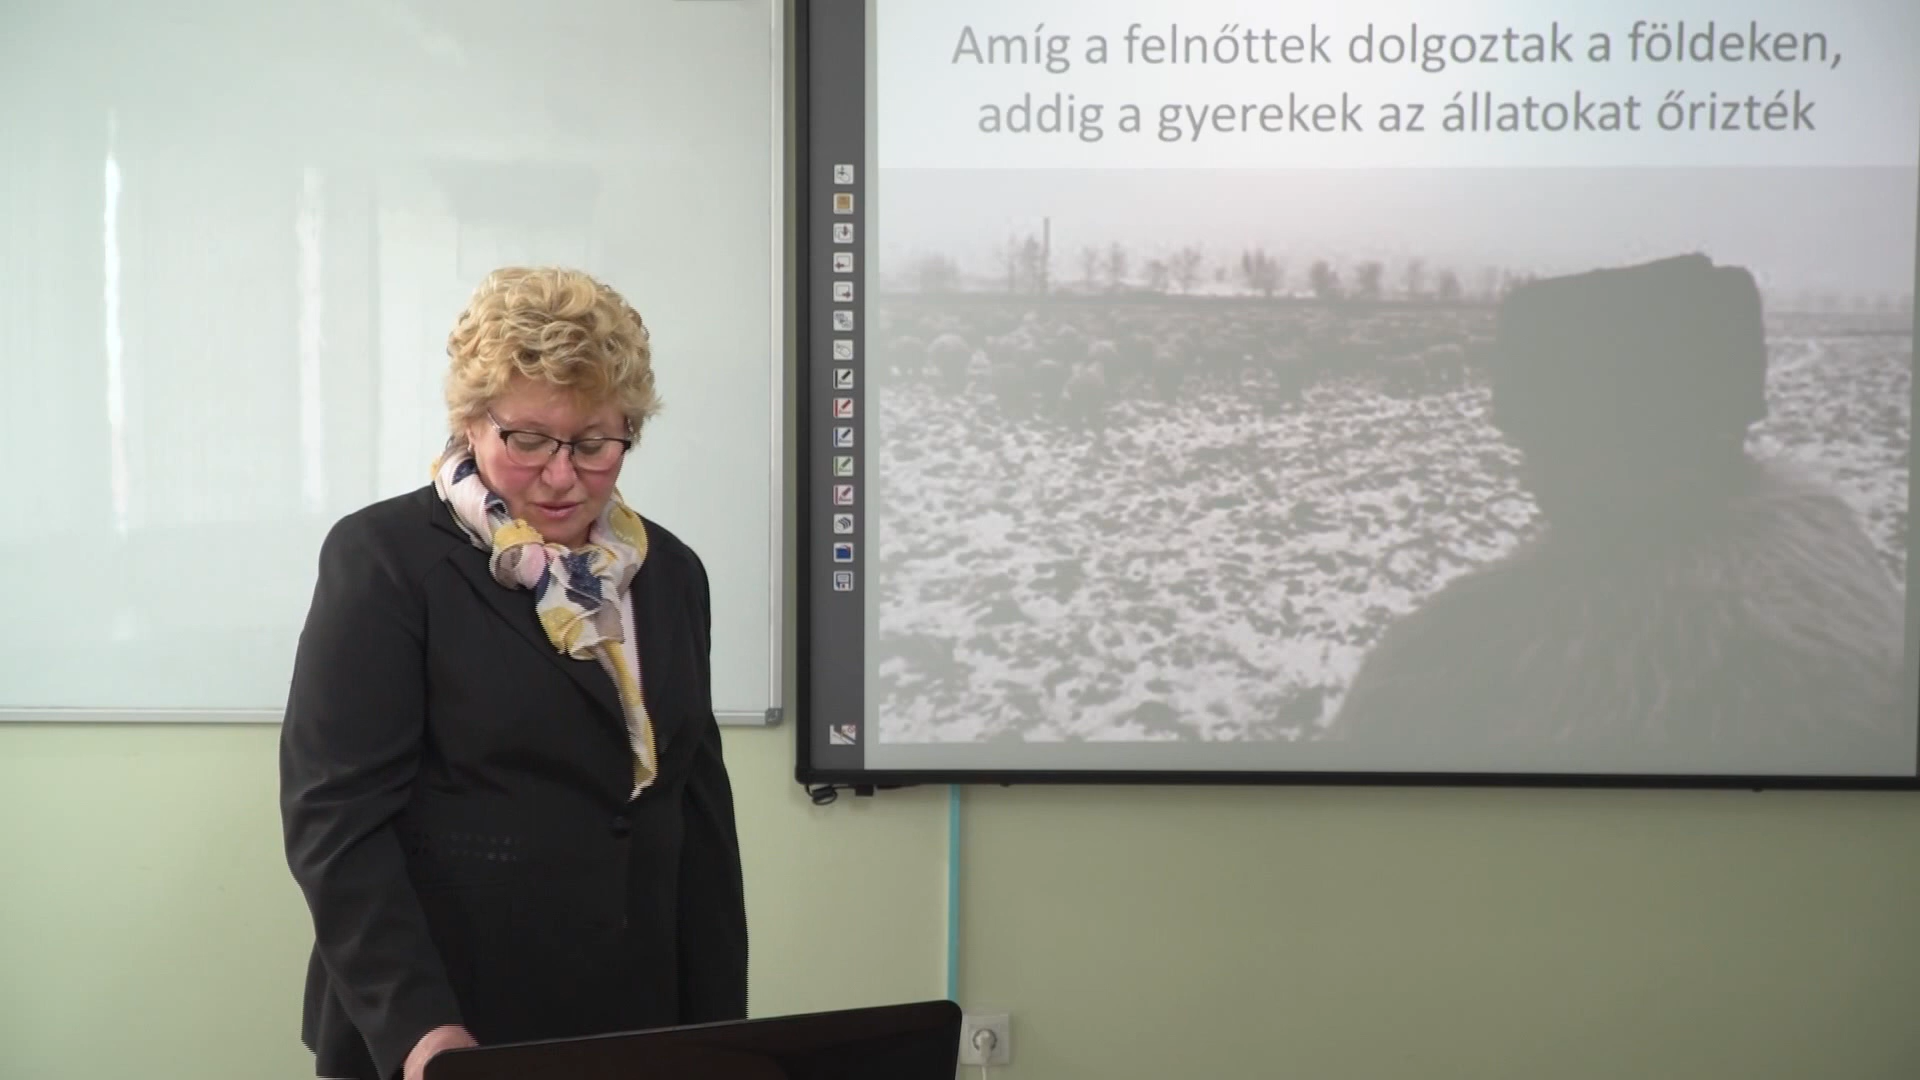 Amíg a felnőttek dolgoztak a földeken,
addig a gyerekek az állatokat őrizték